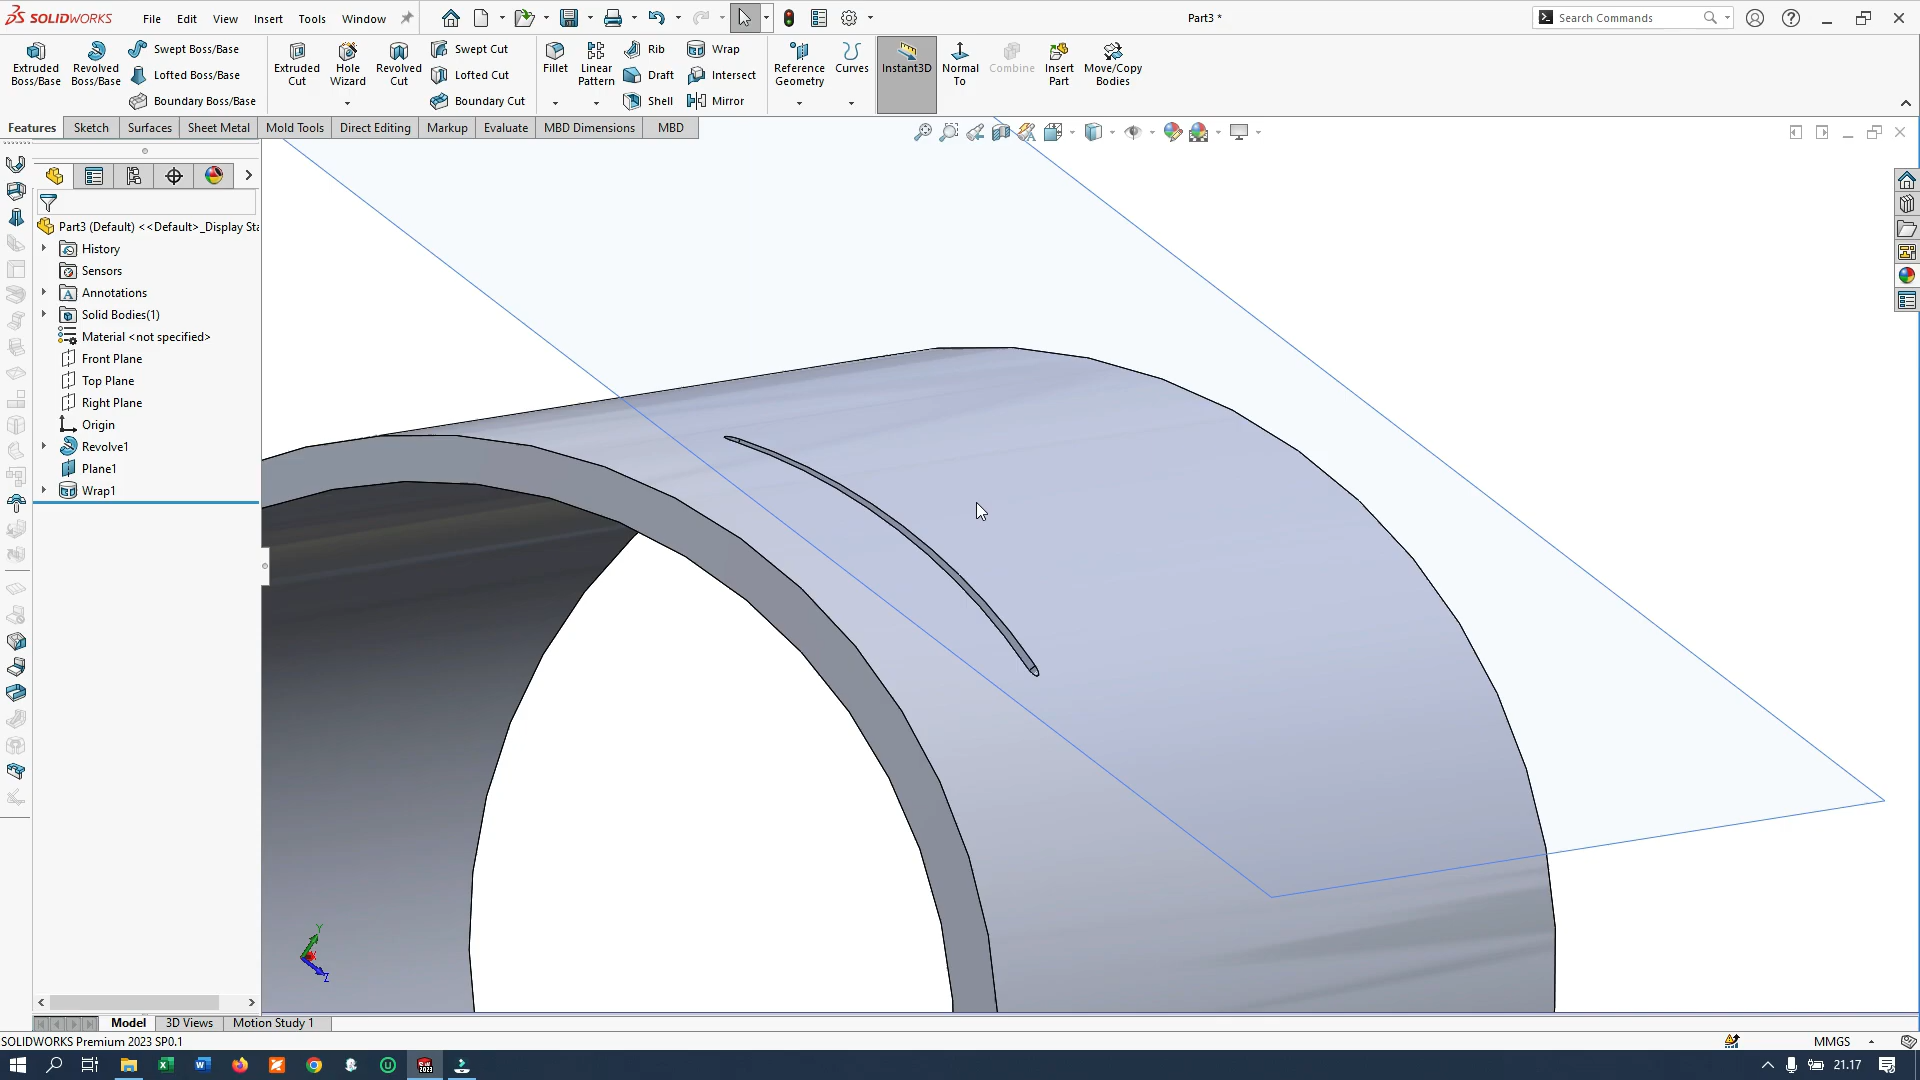 SOLIDWORKS
File Edit View Insert Tools Window
Part3 *
Search Commands
Extruded Boss/Base
Revolved Boss/Base
Swept Boss/Base
Lofted Boss/Base
Boundary Boss/Base
Extruded Cut
Hole Wizard
Revolved Cut
Swept Cut
Lofted Cut
Boundary Cut
Fillet
Linear Pattern
Rib
Draft
Shell
Wrap
Intersect
Mirror
Reference Geometry
Curves
Instant3D
Normal To
Combine
Insert Part
Move/Copy Bodies
Features Sketch Surfaces Sheet Metal Mold Tools Direct Editing Markup Evaluate MBD Dimensions MBD
Part3 (Default) <<Default>_Display Sta
History
Sensors
Annotations
Solid Bodies(1)
Material <not specified>
Front Plane
Top Plane
Right Plane
Origin
Revolve1
Plane1
Wrap1
Y
Z
Model 3D Views Motion Study 1
SOLIDWORKS Premium 2023 SP0.1
MMGS
21.17